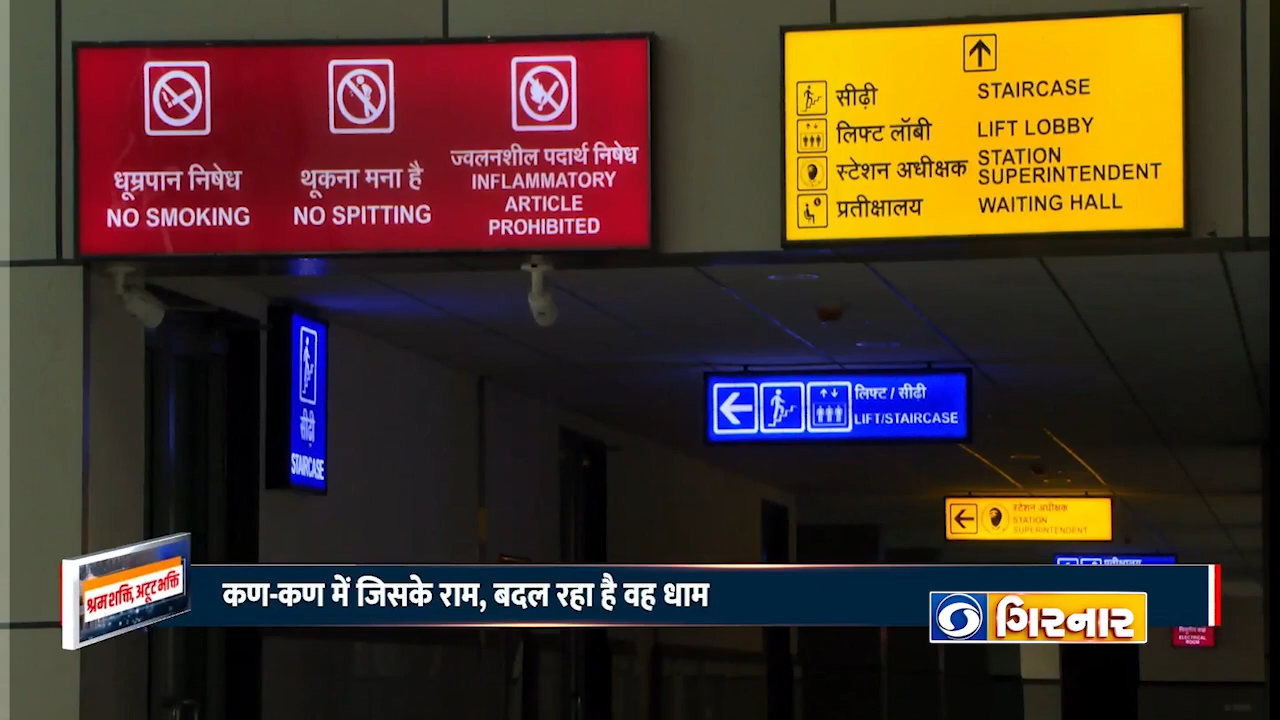 धूम्रपान निषेध
NO SMOKING
थूकना मना है
NO SPITTING
ज्वलनशील पदार्थ निषेध
INFLAMMATORY
ARTICLE
PROHIBITED
सीढ़ी STAIRCASE
लिफ्ट लॉबी LIFT LOBBY
स्टेशन अधीक्षक STATION SUPERINTENDENT
प्रतीक्षालय WAITING HALL
सीढ़ी
STAIRCASE
लिफ्ट / सीढ़ी
LIFT/STAIRCASE
स्टेशन अधीक्षक
STATION
SUPERINTENDENT
श्रम शक्ति, अटूट भक्ति
कण-कण में जिसके राम, बदल रहा है वह धाम
ગિરનાર
ELECTRICAL
ROOM